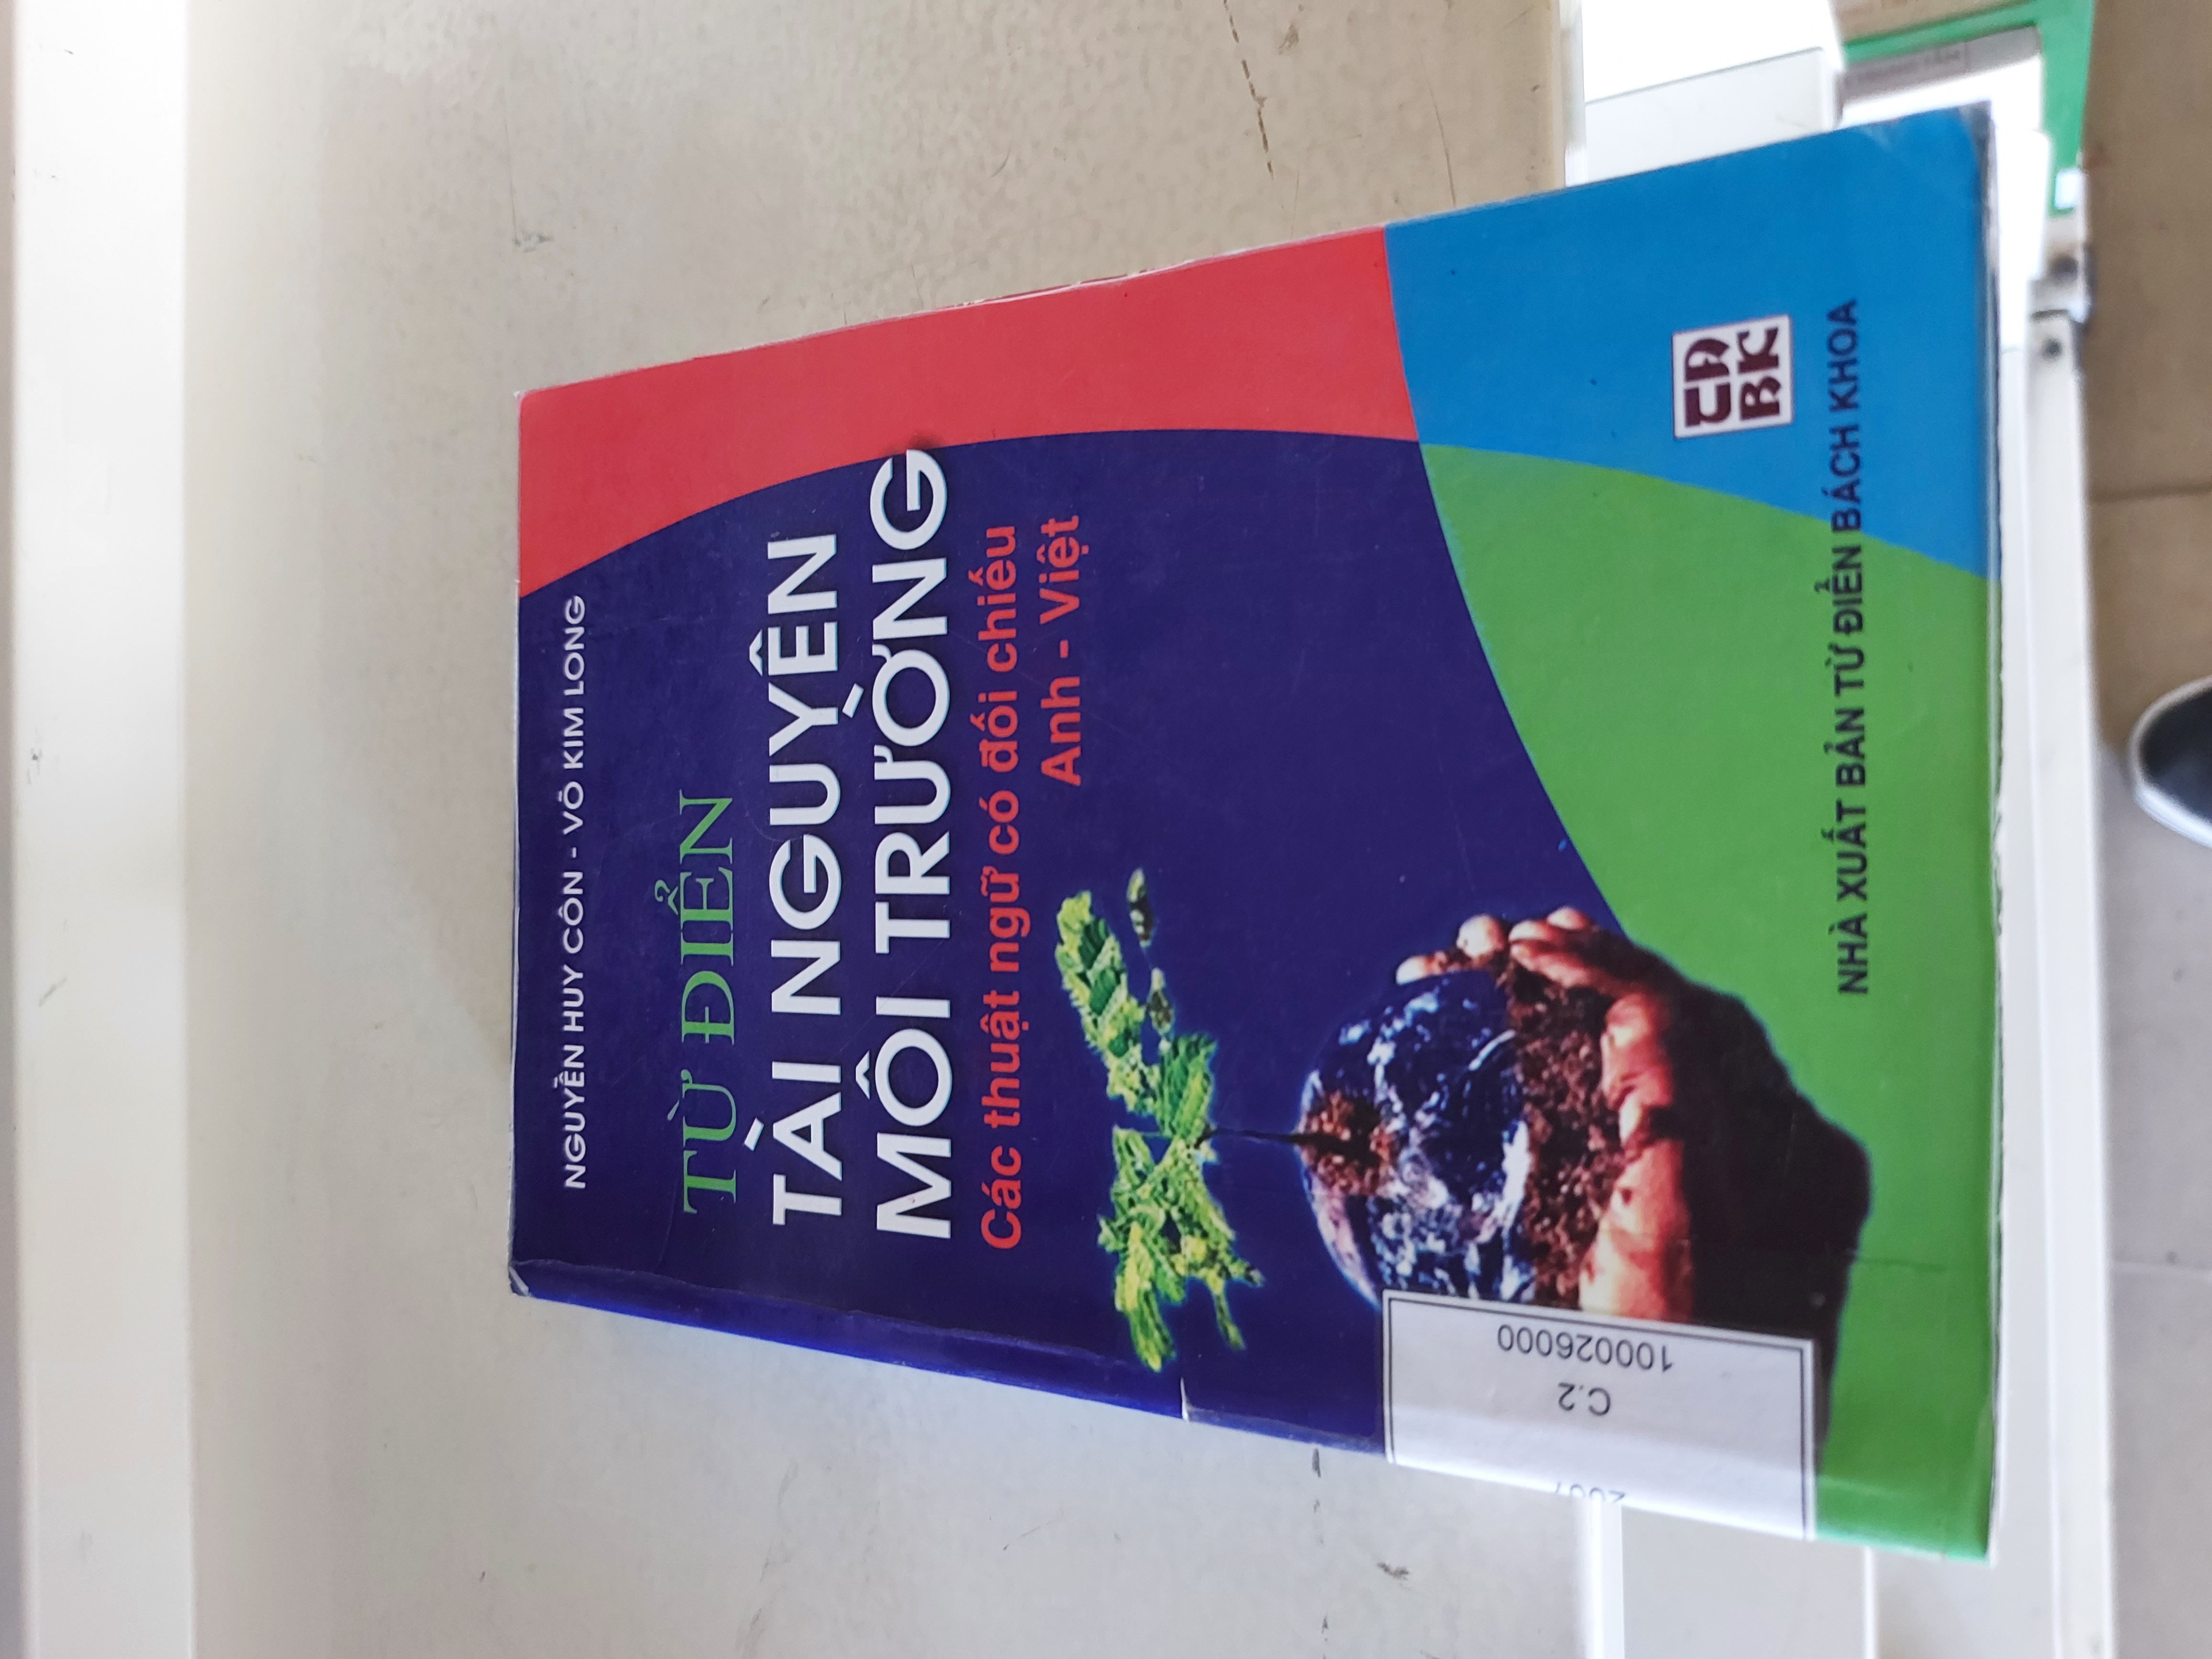 NGUYỄN HUY CÔN - VÕ KIM LONG
TỪ ĐIỂN
TÀI NGUYÊN
MÔI TRƯỜNG
Các thuật ngữ có đối chiếu
Anh - Việt
C.2
100026000
TĐ
BK
NHÀ XUẤT BẢN TỪ ĐIỂN BÁCH KHOA